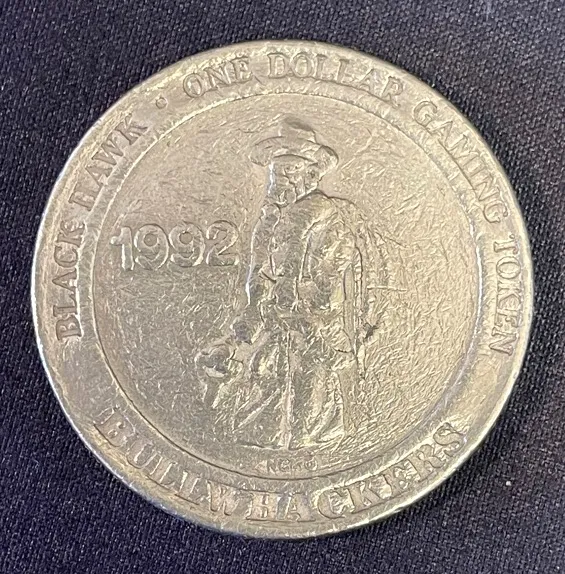 BLACK HAWK • ONE DOLLAR GAMING TOKEN
1992
BULLWHACKERS